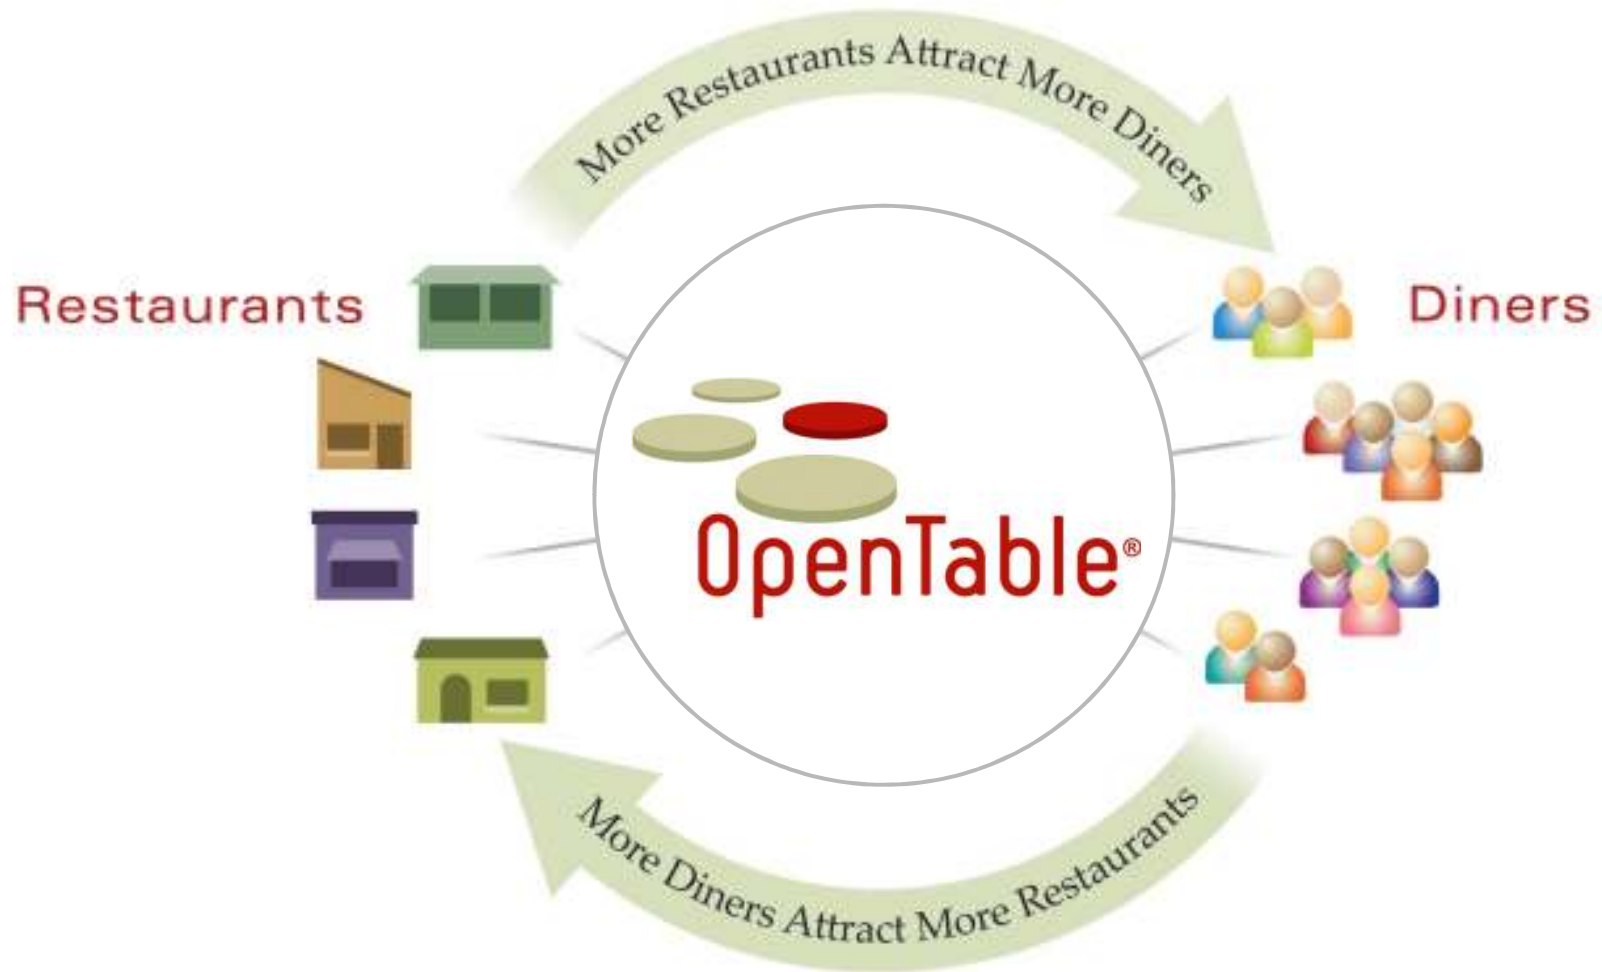 More Restaurants Attract More Diners
Restaurants
Diners
OpenTable®
More Diners Attract More Restaurants